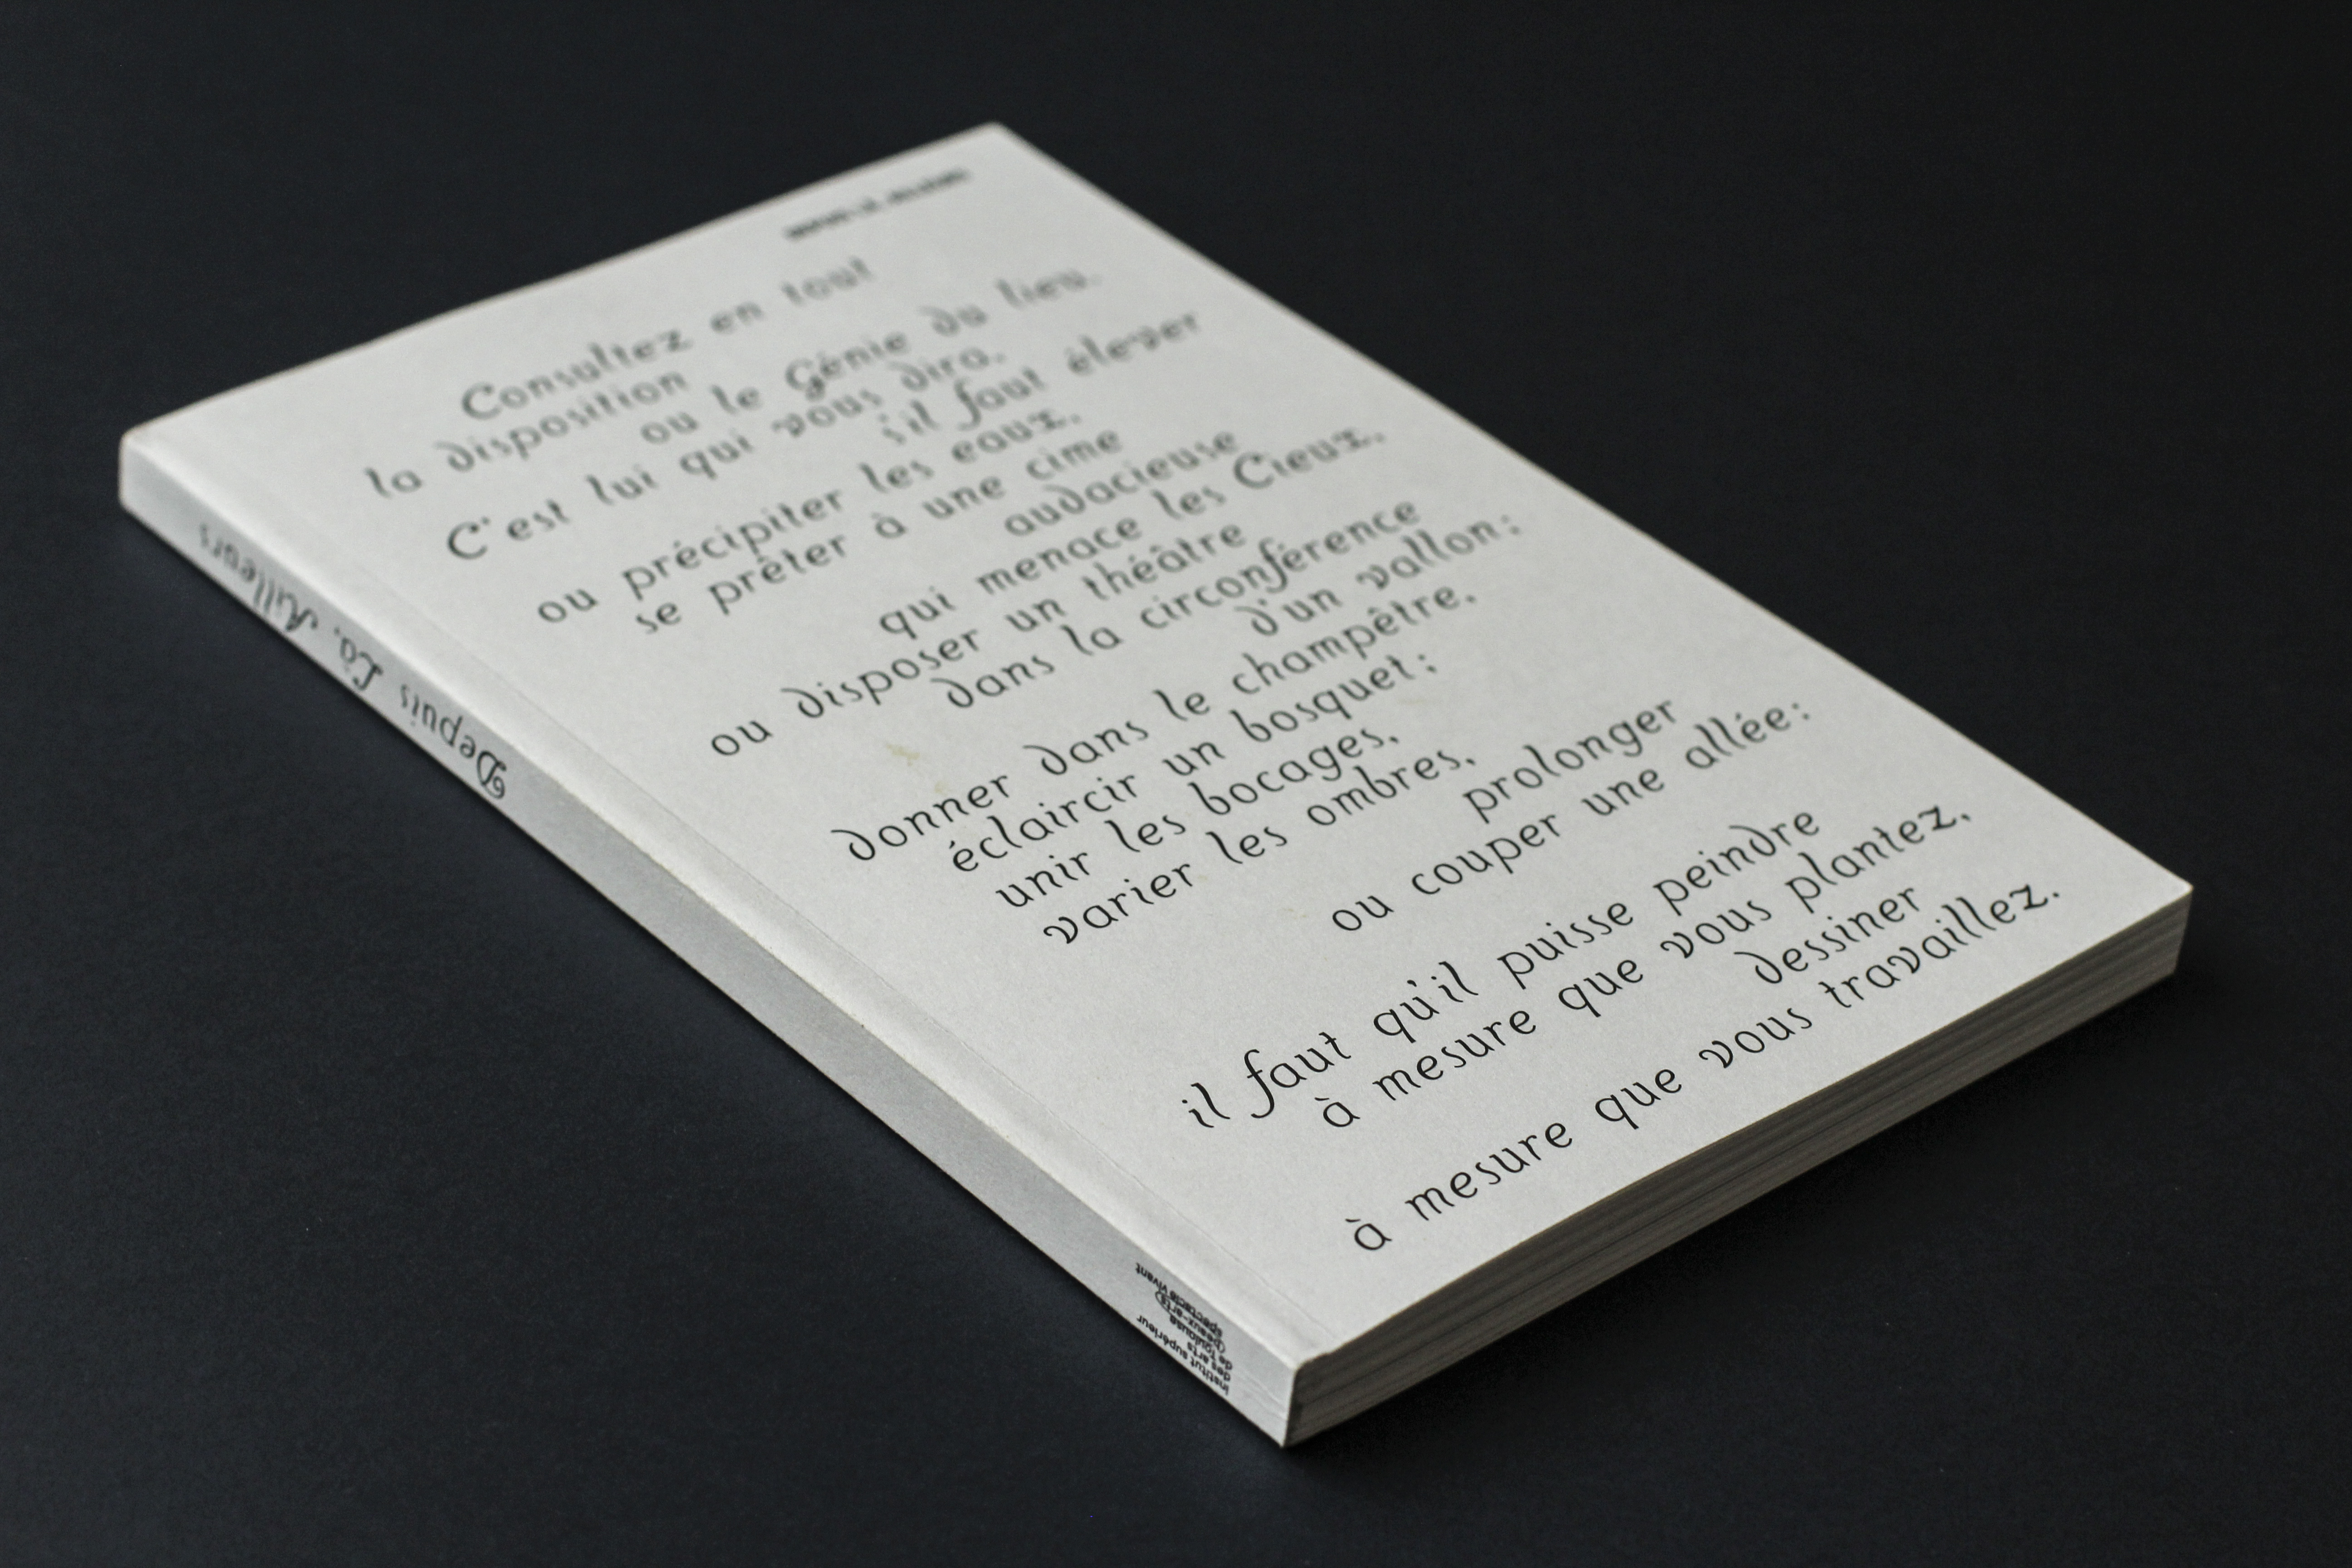 Consultez en tout
la disposition
ou le Génie du lieu.
C'est lui qui vous dira,
s'il faut élever
ou précipiter les eaux,
se prêter à une cime
audacieuse
qui menace les Cieux,
ou disposer un théâtre
dans la circonférence
d'un vallon :
donner dans le champêtre,
éclaircir un bosquet ;
unir les bocages,
varier les ombres,
prolonger
ou couper une allée :
il faut qu'il puisse peindre
à mesure que vous plantez,
dessiner
à mesure que vous travaillez.
Depuis Là, Ailleurs
institut supérieur
des arts
de toulouse
beaux-arts
spectacle vivant